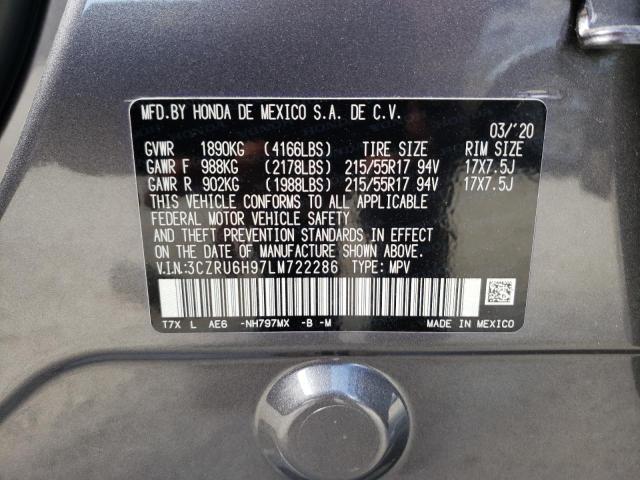 MFD.BY HONDA DE MEXICO S.A. DE C.V.
03/'20
GVWR 1890KG (4166LBS) TIRE SIZE RIM SIZE
GAWR F 988KG (2178LBS) 215/55R17 94V 17X7.5J
GAWR R 902KG (1988LBS) 215/55R17 94V 17X7.5J
THIS VEHICLE CONFORMS TO ALL APPLICABLE
FEDERAL MOTOR VEHICLE SAFETY
AND THEFT PREVENTION STANDARDS IN EFFECT
ON THE DATE OF MANUFACTURE SHOWN ABOVE.
V.I.N:3CZRU6H97LM722286 TYPE: MPV
T7X L AE6 -NH797MX -B -M MADE IN MEXICO